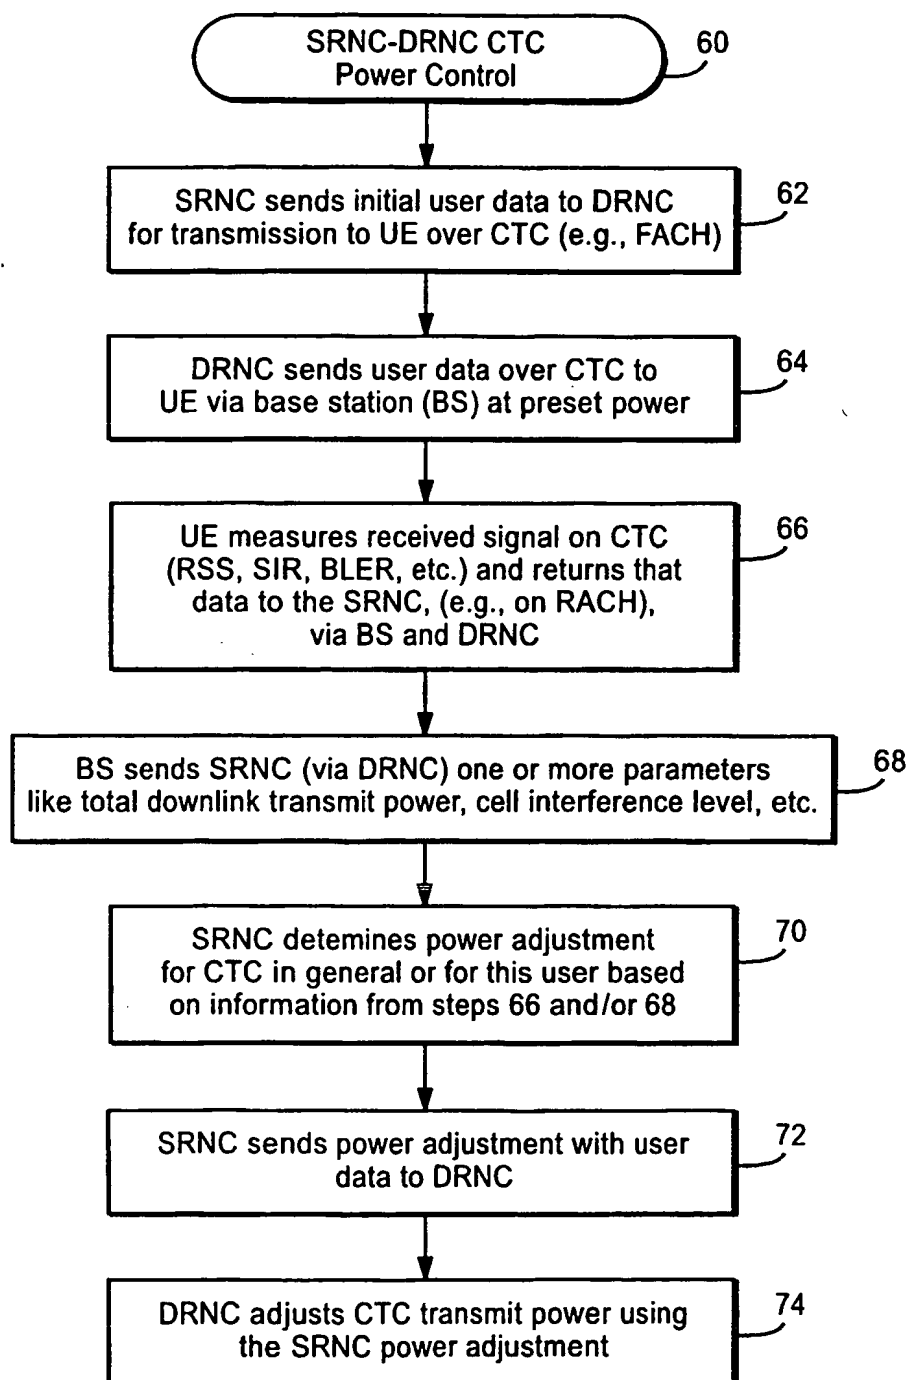 SRNC-DRNC CTC
Power Control
60
SRNC sends initial user data to DRNC
for transmission to UE over CTC (e.g., FACH)
62
DRNC sends user data over CTC to
UE via base station (BS) at preset power
64
UE measures received signal on CTC
(RSS, SIR, BLER, etc.) and returns that
data to the SRNC, (e.g., on RACH),
via BS and DRNC
66
BS sends SRNC (via DRNC) one or more parameters
like total downlink transmit power, cell interference level, etc.
68
SRNC detemines power adjustment
for CTC in general or for this user based
on information from steps 66 and/or 68
70
SRNC sends power adjustment with user
data to DRNC
72
DRNC adjusts CTC transmit power using
the SRNC power adjustment
74